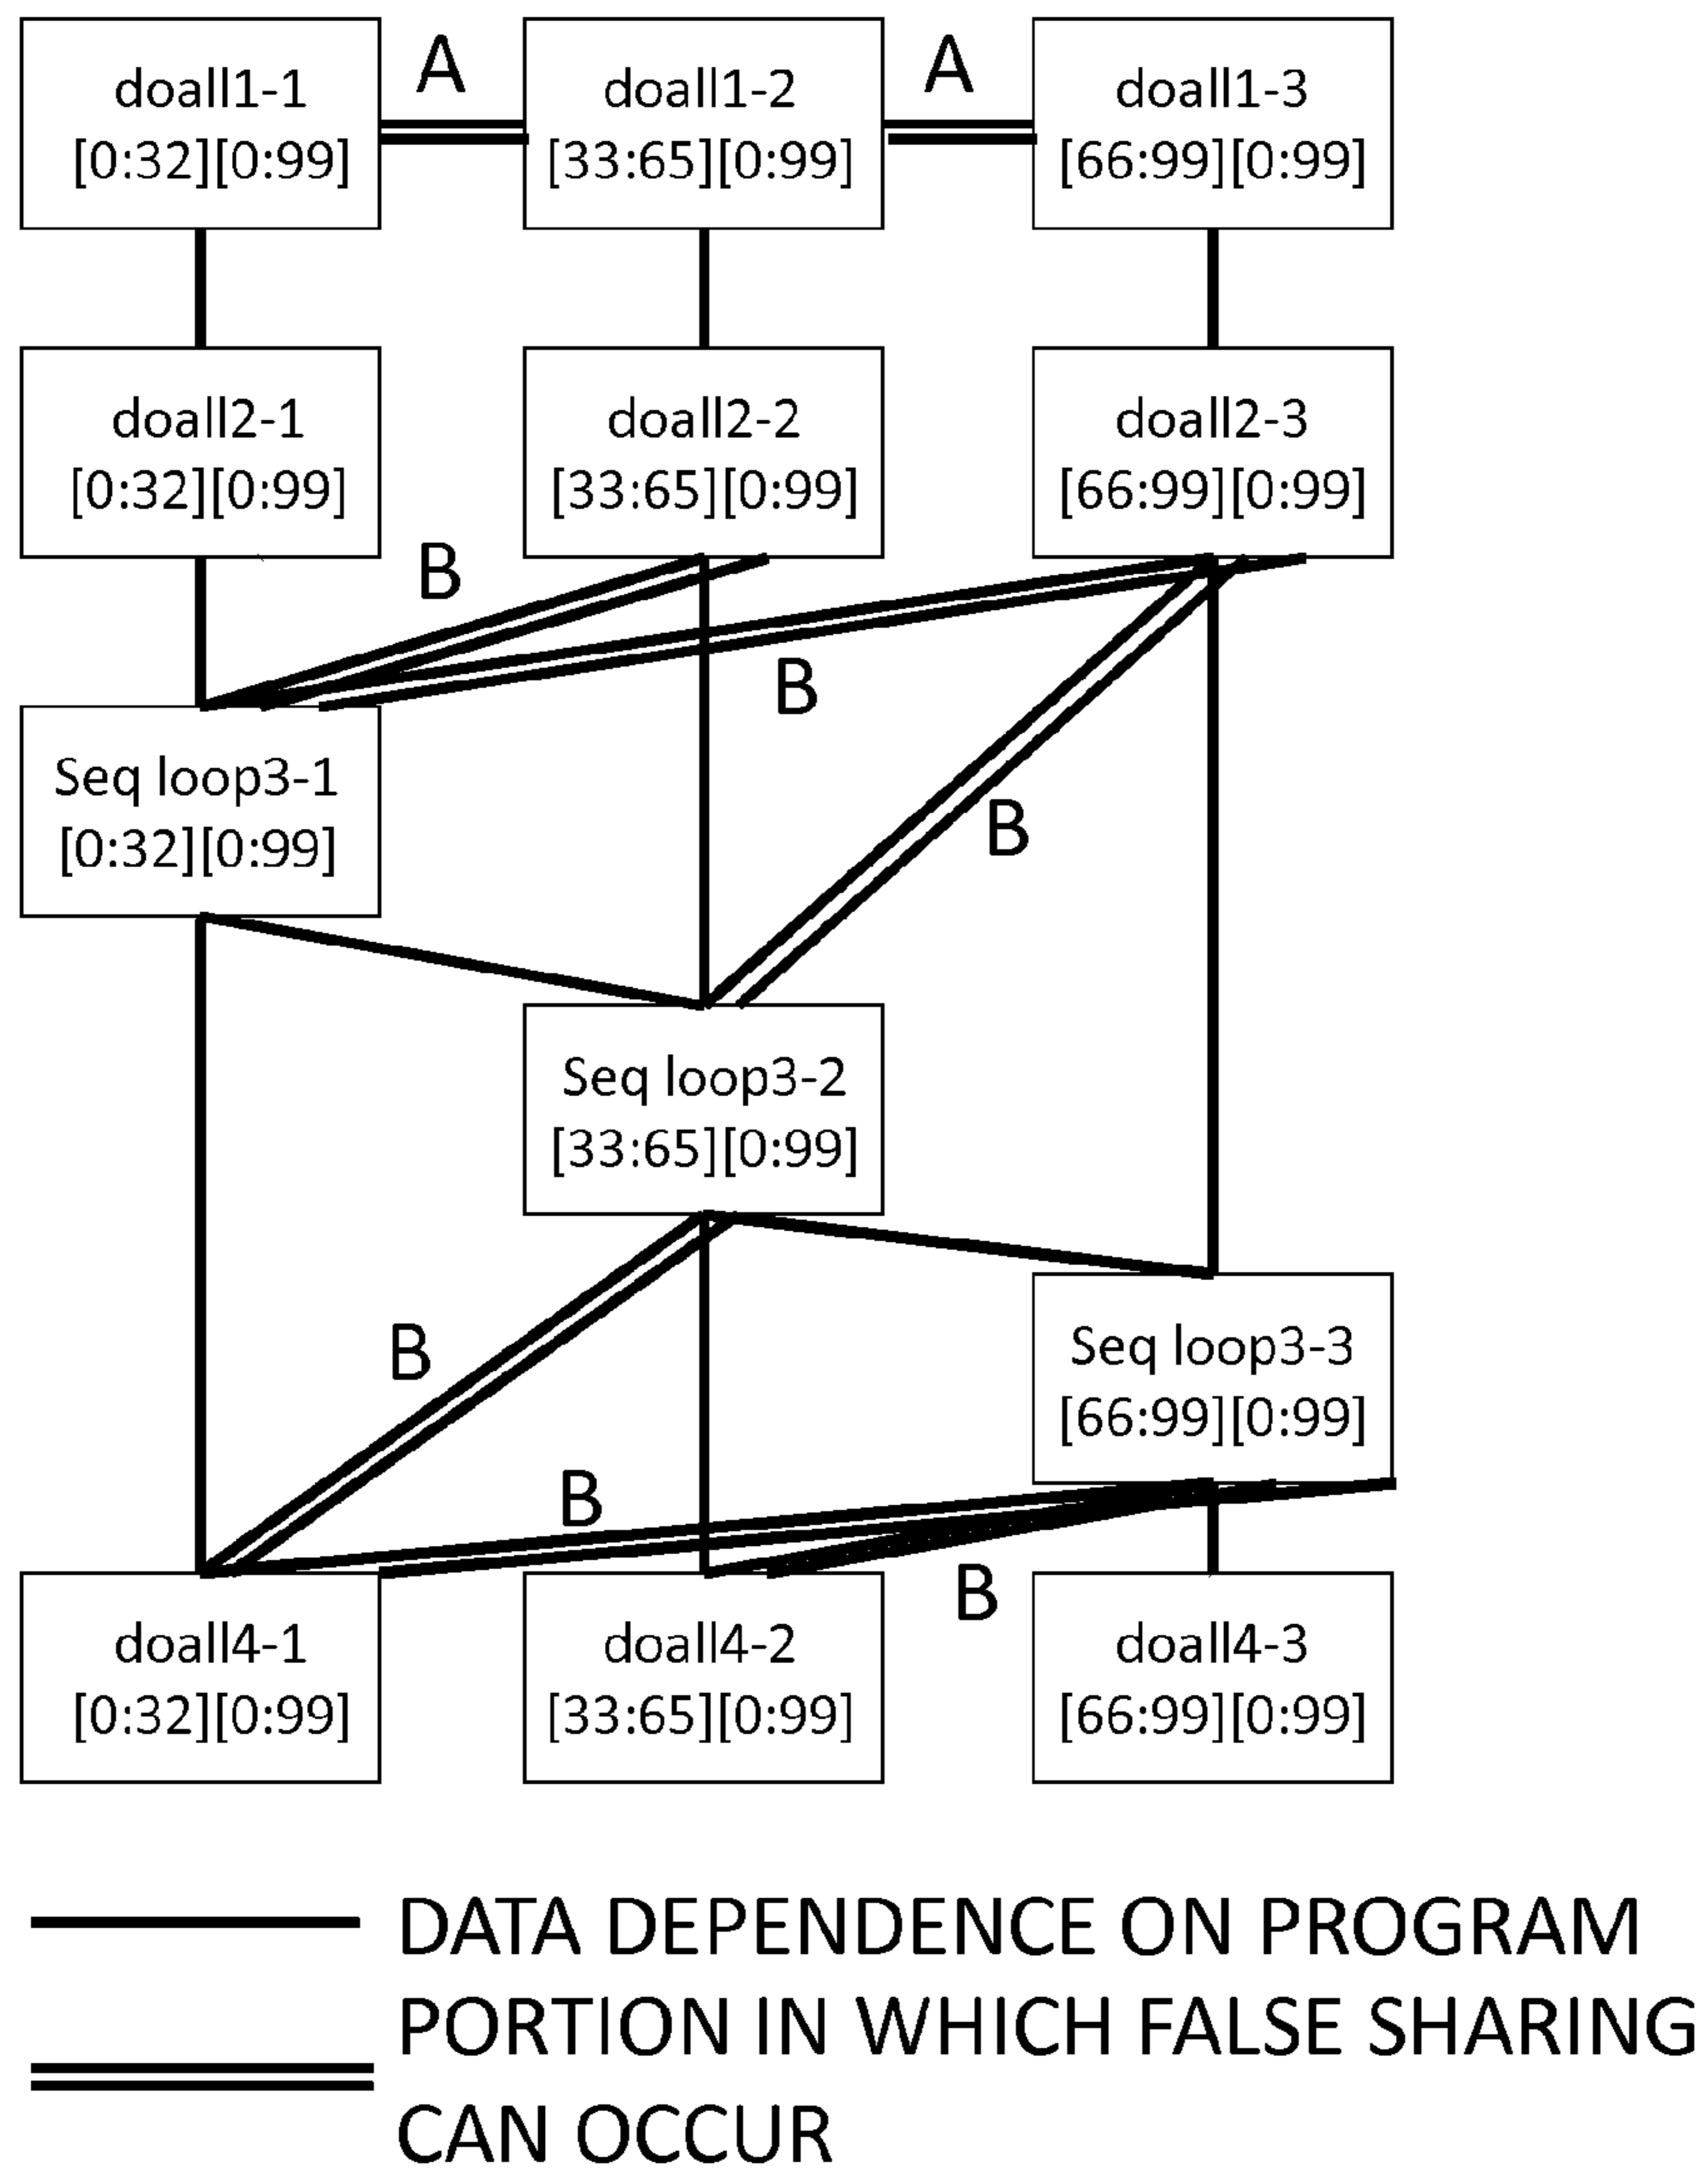 A
A
doall1-1
[0:32][0:99]
doall1-2
[33:65][0:99]
doall1-3
[66:99][0:99]
doall2-1
[0:32][0:99]
doall2-2
[33:65][0:99]
doall2-3
[66:99][0:99]
B
B
Seq loop3-1
[0:32][0:99]
B
Seq loop3-2
[33:65][0:99]
B
Seq loop3-3
[66:99][0:99]
B
B
doall4-1
[0:32][0:99]
doall4-2
[33:65][0:99]
doall4-3
[66:99][0:99]
DATA DEPENDENCE ON PROGRAM
PORTION IN WHICH FALSE SHARING
CAN OCCUR